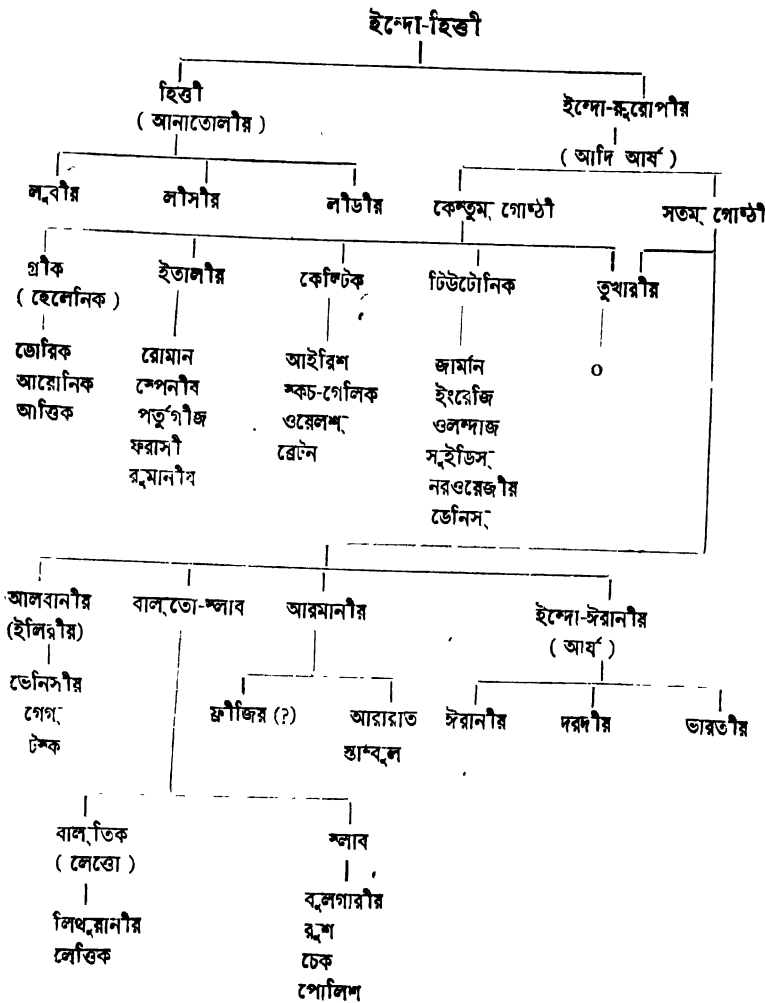 ইন্দো-হিত্তী
হিত্তী
ইন্দো-য়ুরোপীয়
( আনাতোলীয় )
( আদি আর্য )
লুবীয়
লীসীয়
লীডীয়
কেন্তুম্ গোষ্ঠী
সতম্ গোষ্ঠী
গ্রীক
ইতালীয়
কেল্টিক
টিউটোনিক
তুখারীয়
( হেলেনিক )
ডোরিক
আয়োনিক
আত্তিক
রোমান
স্পেনীয়
পর্তুগীজ
ফরাসী
রুমানীয়
আইরিশ
স্কচ-গেলিক
ওয়েলশ্
ব্রেটন
জার্মান
ইংরেজি
ওলন্দাজ
সুইডিস্
নরওয়েজীয়
ডেনিস্
০
আলবানীয়
(ইলিরীয়)
বাল্তো-শ্লাব
আরমানীয়
ইন্দো-ঈরানীয়
( আর্য )
ভেনিসীয়
গেগ্
টস্ক
ফ্রীজিয় (?)
আরারাত
স্তাম্বুল
ঈরানীয়
দরদীয়
ভারতীয়
বাল্তিক
( লেত্তো )
শ্লাব
লিথুয়ানীয়
লেত্তিক
বুলগারীয়
রুশ
চেক
পোলিশ